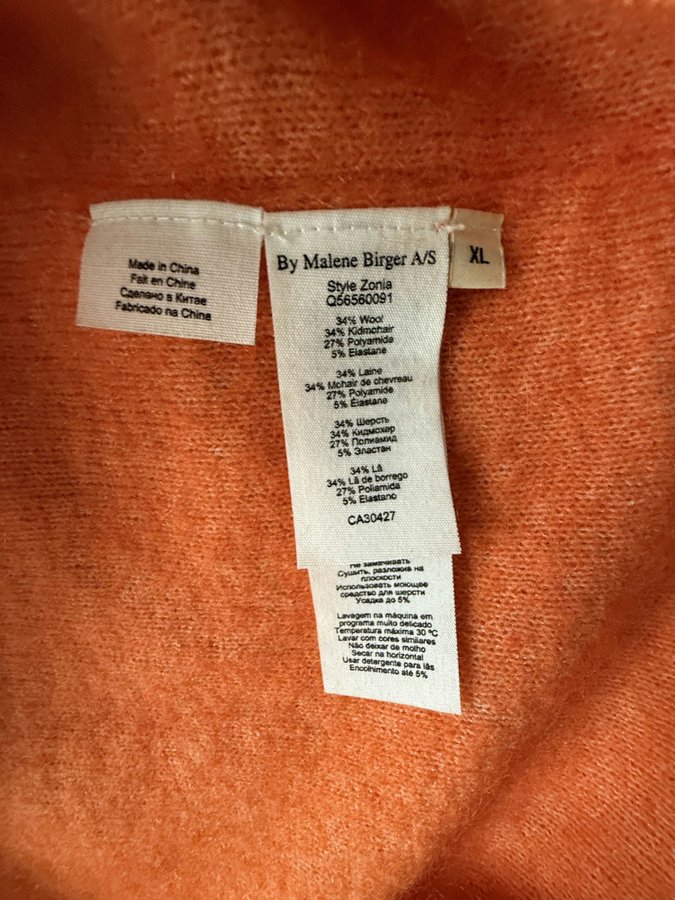 Made in China
Fait en Chine
Сделано в Китае
Fabricado na China
By Malene Birger A/S
Style Zonia
Q56560091
34% Wool
34% Kidmohair
27% Polyamide
5% Elastane
34% Laine
34% Mohair de chevreau
27% Polyamide
5% Élastane
34% Шерсть
34% Кидмохер
27% Полиамид
5% Эластан
34% Lã
34% Lã de borrego
27% Poliamida
5% Elastano
CA30427
XL
Не замачивать
Сушить, разложив на
плоскости
Использовать моющее
средство для шерсти
Усадка до 5%
Lavagem na máquina em
programa muito delicado
Temperatura máxima 30 ºC
Lavar com cores similares
Não deixar de molho
Secar na horizontal
Usar detergente para lãs
Encolhimento até 5%